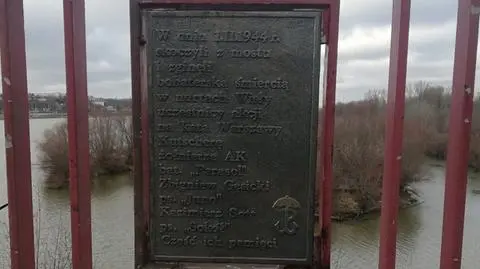 W dniu 1.II.1944 r.
skoczyli z mostu
i zginęli
bohaterską śmiercią
w nurtach Wisły
uczestnicy akcji
na kata Warszawy
Kutscherę
żołnierze AK
bat. „Parasol”
Zbigniew Gęsicki
ps. „Juno”
Kazimierz Sott
ps. „Sokół”
Cześć ich pamięci